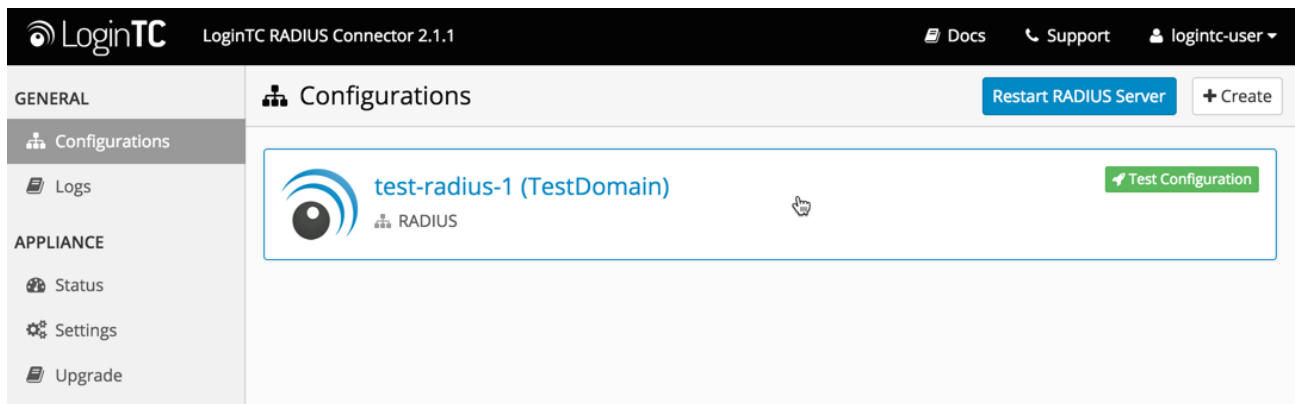 LoginTC LoginTC RADIUS Connector 2.1.1 Docs Support logintc-user
GENERAL
Configurations
Logs
APPLIANCE
Status
Settings
Upgrade
Configurations Restart RADIUS Server + Create
test-radius-1 (TestDomain) Test Configuration
RADIUS